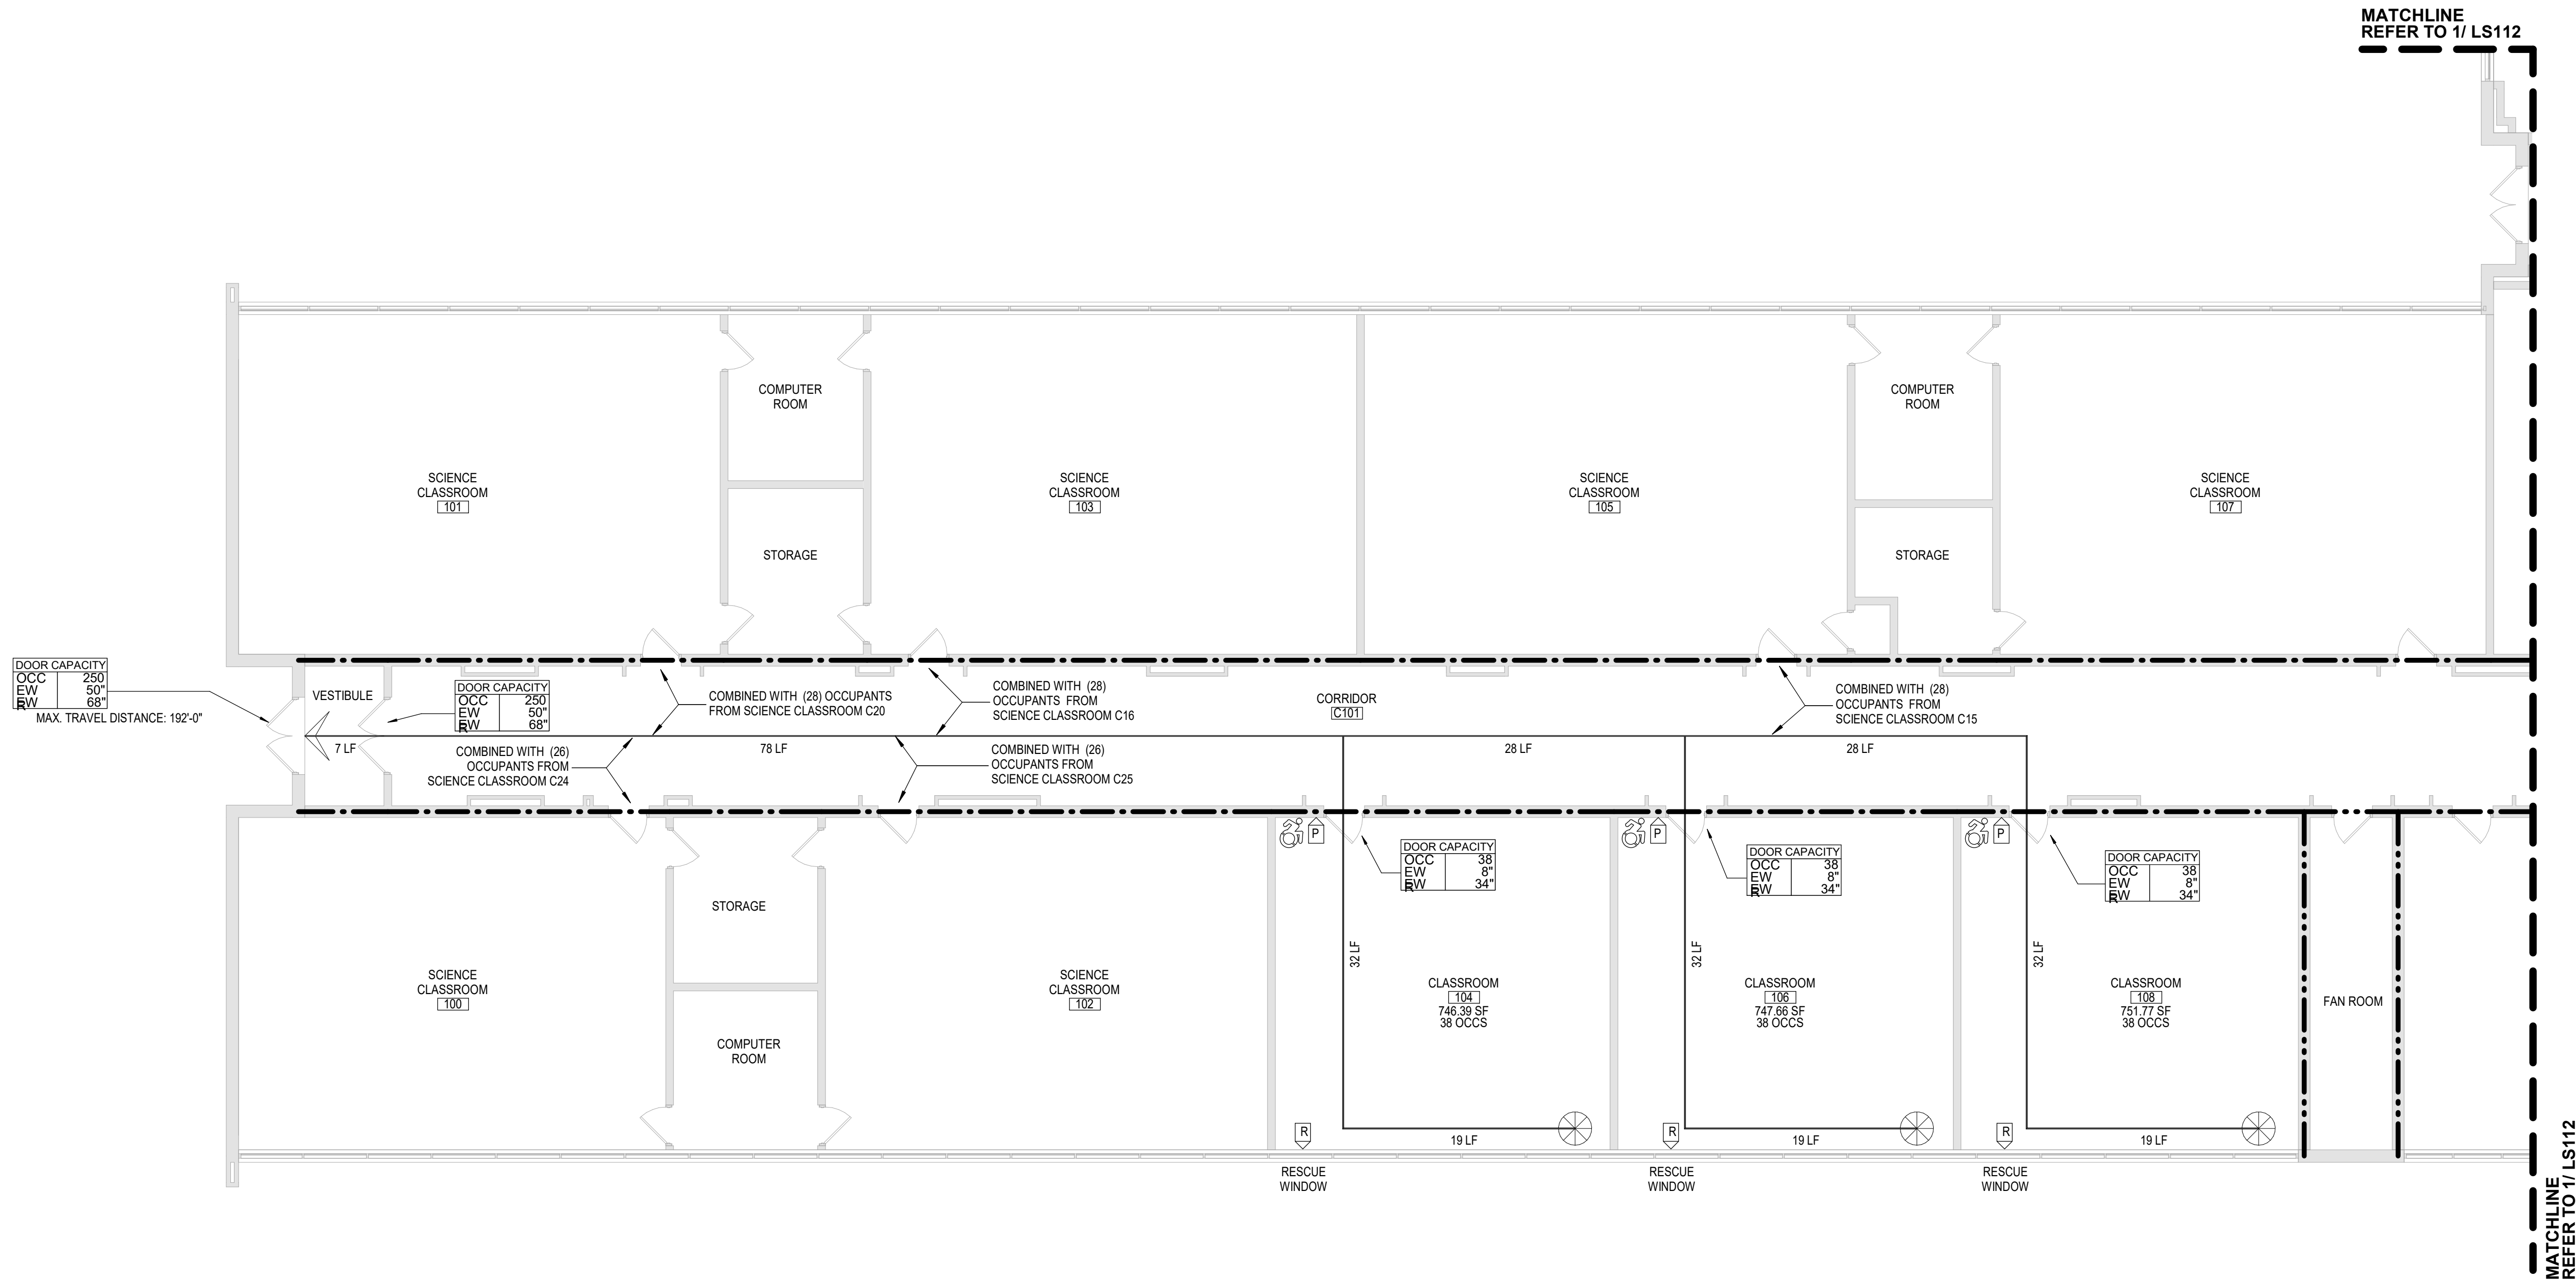 MATCHLINE
REFER TO 1/ LS112
COMPUTER
ROOM
COMPUTER
ROOM
SCIENCE
CLASSROOM
101
SCIENCE
CLASSROOM
103
SCIENCE
CLASSROOM
105
SCIENCE
CLASSROOM
107
STORAGE
STORAGE
DOOR CAPACITY
OCC 250
EW 50"
EW 68"
R
MAX. TRAVEL DISTANCE: 192'-0"
VESTIBULE
DOOR CAPACITY
OCC 250
EW 50"
EW 68"
R
COMBINED WITH (28) OCCUPANTS
FROM SCIENCE CLASSROOM C20
COMBINED WITH (28)
OCCUPANTS FROM
SCIENCE CLASSROOM C16
CORRIDOR
C101
COMBINED WITH (28)
OCCUPANTS FROM
SCIENCE CLASSROOM C15
7 LF
78 LF
28 LF
28 LF
COMBINED WITH (26)
OCCUPANTS FROM
SCIENCE CLASSROOM C24
COMBINED WITH (26)
OCCUPANTS FROM
SCIENCE CLASSROOM C25
P
P
P
DOOR CAPACITY
OCC 38
EW 8"
EW 34"
R
DOOR CAPACITY
OCC 38
EW 8"
EW 34"
R
DOOR CAPACITY
OCC 38
EW 8"
EW 34"
R
STORAGE
32 LF
32 LF
32 LF
SCIENCE
CLASSROOM
100
SCIENCE
CLASSROOM
102
CLASSROOM
104
746.39 SF
38 OCCS
CLASSROOM
106
747.66 SF
38 OCCS
CLASSROOM
108
751.77 SF
38 OCCS
FAN ROOM
COMPUTER
ROOM
R
19 LF
R
19 LF
R
19 LF
RESCUE
WINDOW
RESCUE
WINDOW
RESCUE
WINDOW
MATCHLINE
REFER TO 1/ LS112